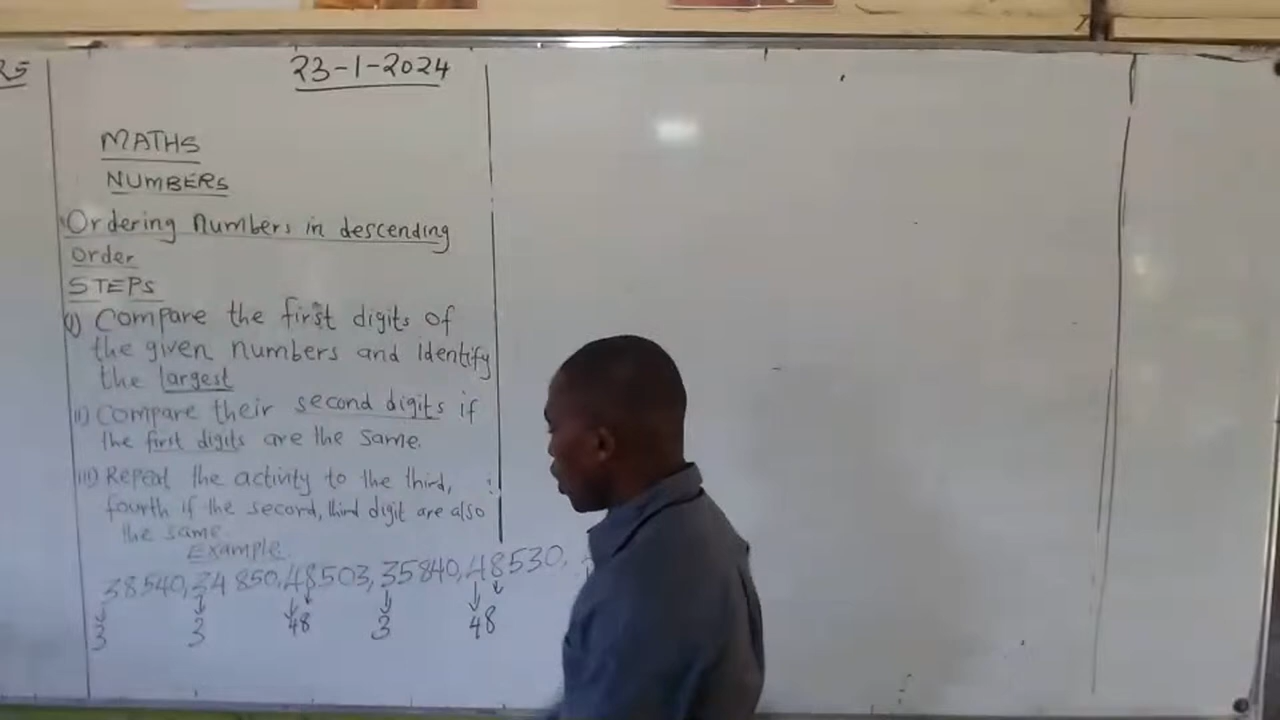 25
23-1-2024
MATHS
NUMBERS
Ordering numbers in descending
order
STEPS
i) Compare the first digits of
the given numbers and identify
the largest
ii) Compare their second digits if
the first digits are the same.
iii) Repeat the activity to the third,
fourth if the second, third digit are also
the same.
Example
38540, 34850, 48503, 35840, 48530,
3 3 48 3 48